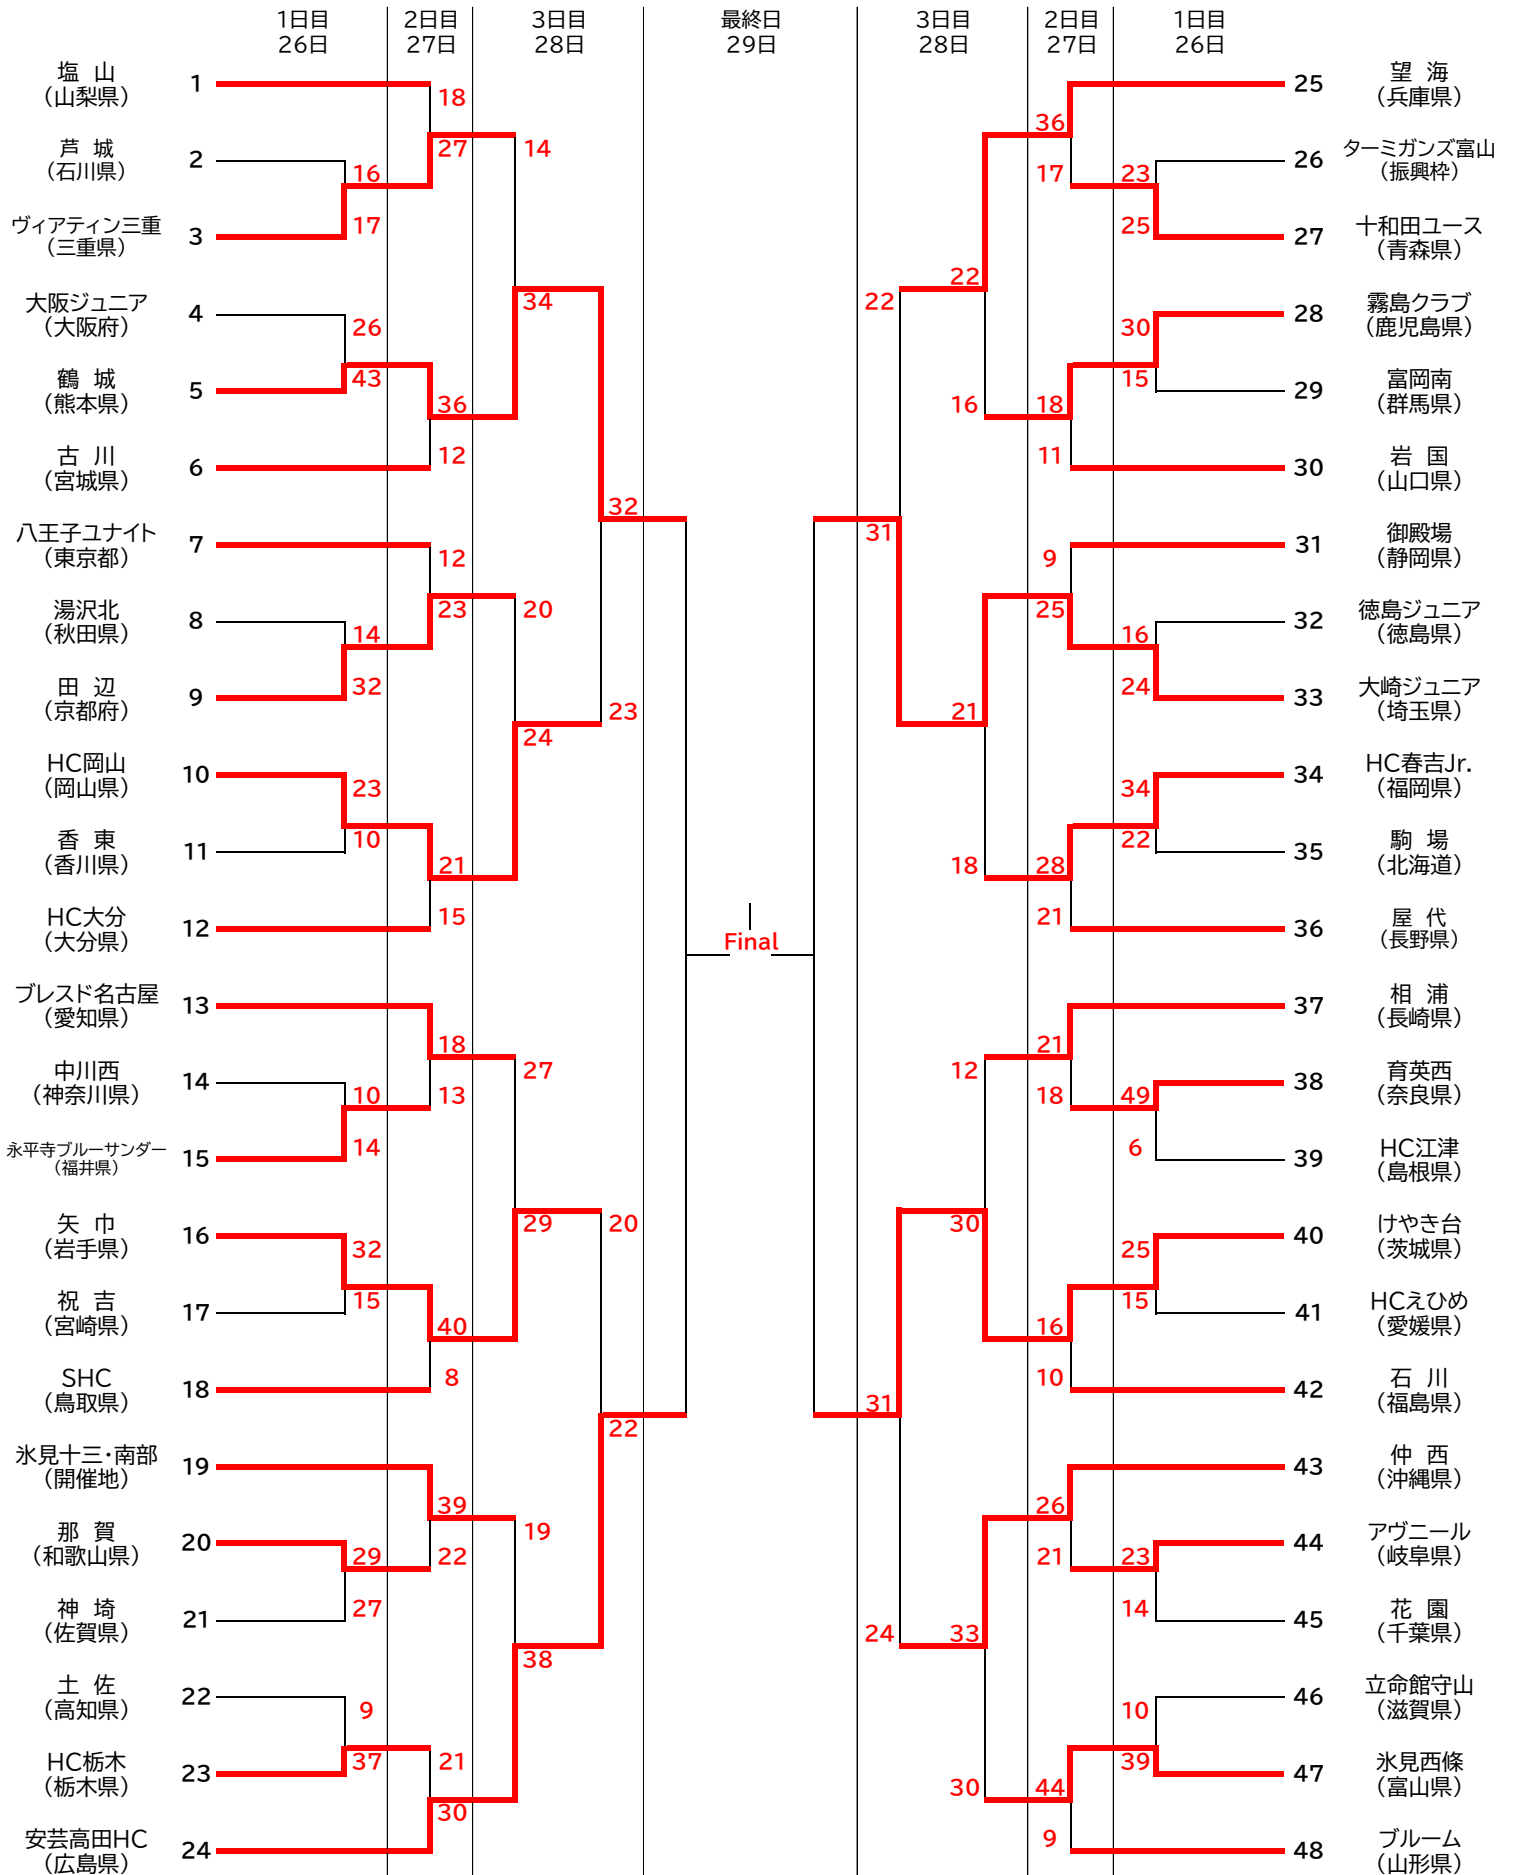 1日目 2日目 3日目 最終日 3日目 2日目 1日目
26日 27日 28日 29日 28日 27日 26日
塩 山 1 18 36 25 望 海
（山梨県） （兵庫県）
芦 城 2 27 14 26 ターミガンズ富山
（石川県） 16 17 23 （振興枠）
ヴィアティン三重 3 17 25 27 十和田ユース
（三重県） （青森県）
22
大阪ジュニア 4 34 22 28 霧島クラブ
（大阪府） 26 30 （鹿児島県）
鶴 城 5 43 15 29 富岡南
（熊本県） 36 16 18 （群馬県）
古 川 6 12 11 30 岩 国
（宮城県） （山口県）
32
八王子ユナイト 7 31 31 御殿場
（東京都） 12 9 （静岡県）
湯沢北 8 23 20 25 32 徳島ジュニア
（秋田県） 14 16 （徳島県）
田 辺 9 32 24 33 大崎ジュニア
（京都府） 23 21 （埼玉県）
24
HC岡山 10 34 HC春吉Jr.
（岡山県） 23 34 （福岡県）
香 東 11 10 22 35 駒 場
（香川県） 21 18 28 （北海道）
HC大分 12 15 21 36 屋 代
（大分県） （長野県）
Final
ブレスド名古屋 13 37 相 浦
（愛知県） （長崎県）
18 21
中川西 14 27 12 38 育英西
（神奈川県） 10 13 18 49 （奈良県）
永平寺ブルーサンダー 15 14 6 39 HC江津
（福井県） （島根県）
矢 巾 16 29 20 30 40 けやき台
（岩手県） 32 25 （茨城県）
祝 吉 17 15 15 41 HCえひめ
（宮崎県） 40 16 （愛媛県）
SHC 18 8 10 42 石 川
（鳥取県） 31 （福島県）
22
氷見十三・南部 19 43 仲 西
（開催地） 39 26 （沖縄県）
那 賀 20 19 44 アヴニール
（和歌山県） 29 22 21 23 （岐阜県）
神 埼 21 27 14 45 花 園
（佐賀県） 24 33 （千葉県）
38
土 佐 22 46 立命館守山
（高知県） 9 10 （滋賀県）
HC栃木 23 37 21 39 47 氷見西條
（栃木県） 30 44 （富山県）
30
安芸高田HC 24 9 48 ブルーム
（広島県） （山形県）